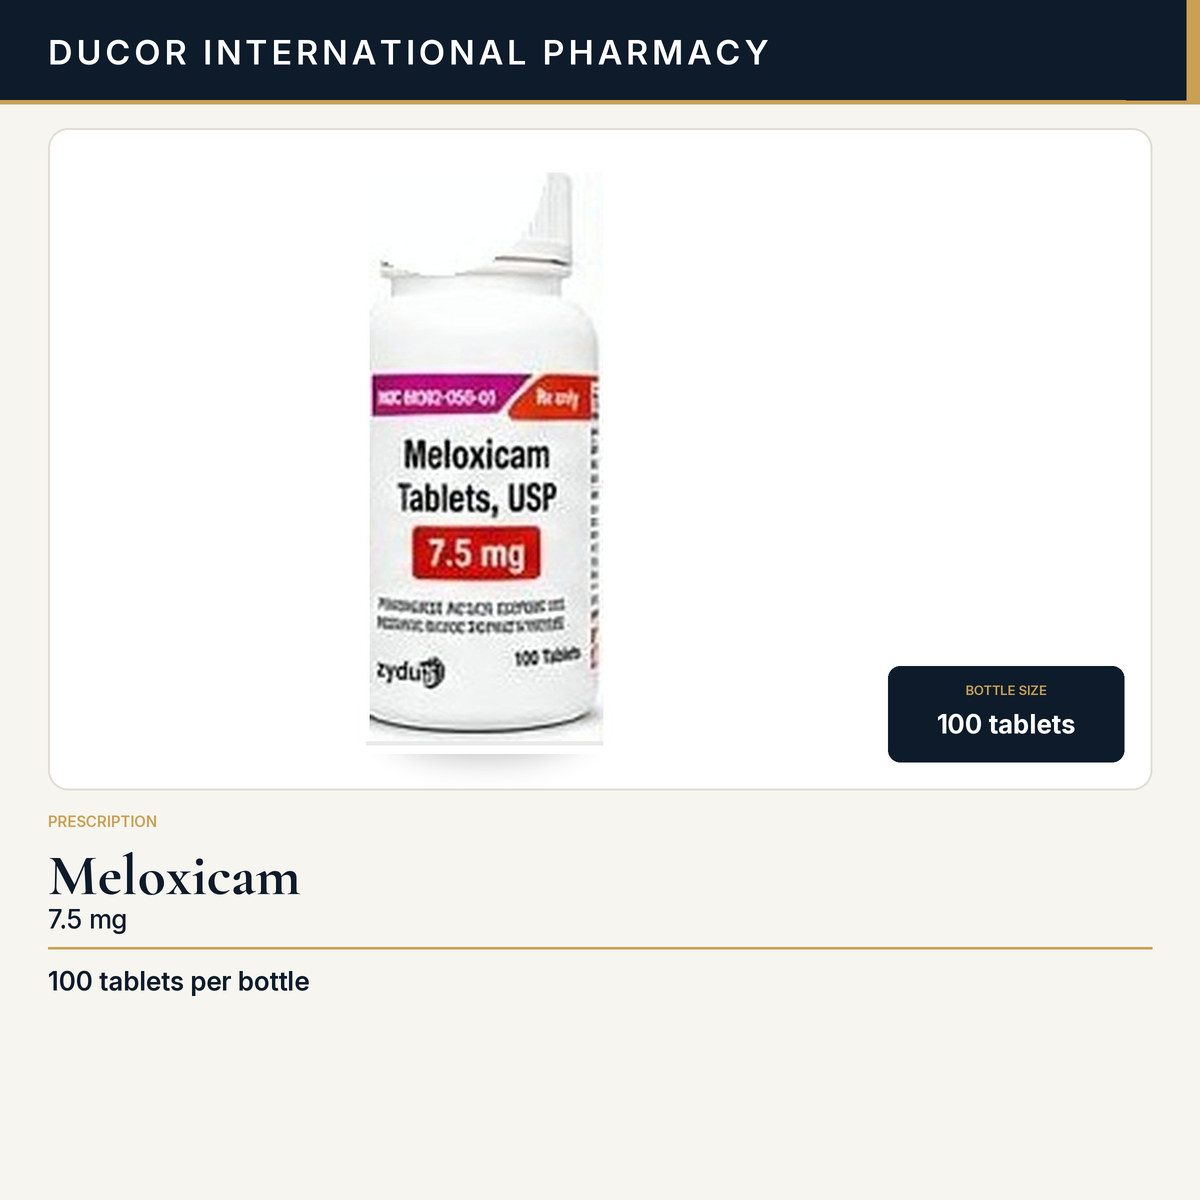 DUCOR INTERNATIONAL PHARMACY
Rx only
Meloxicam
Tablets, USP
7.5 mg
100 Tablets
zydus
BOTTLE SIZE
100 tablets
PRESCRIPTION
Meloxicam
7.5 mg
100 tablets per bottle